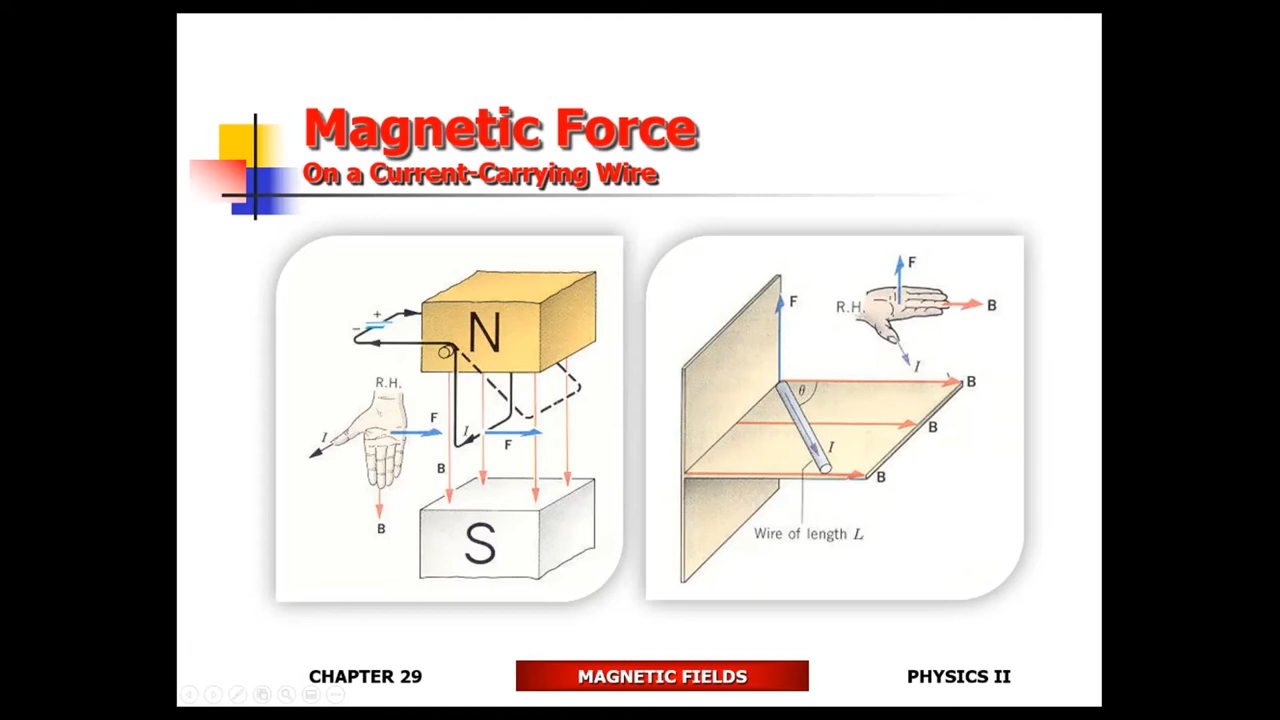 Magnetic Force
On a Current-Carrying Wire
+
−
N
R.H.
I
F
I
F
B
B
S
F
R.H.
F
B
I
θ
B
B
I
B
Wire of length L
CHAPTER 29
MAGNETIC FIELDS
PHYSICS II